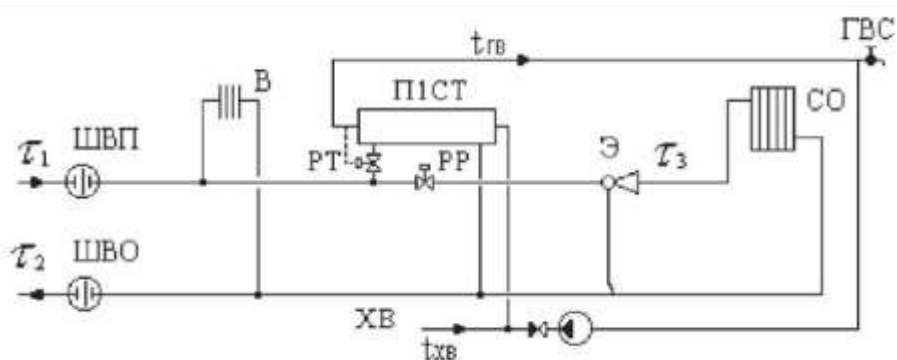 ГВС
tГВ
В
П1СТ
СО
τ1
ШВП
РТ
РР
Э
τ3
τ2
ШВО
ХВ
tХВ